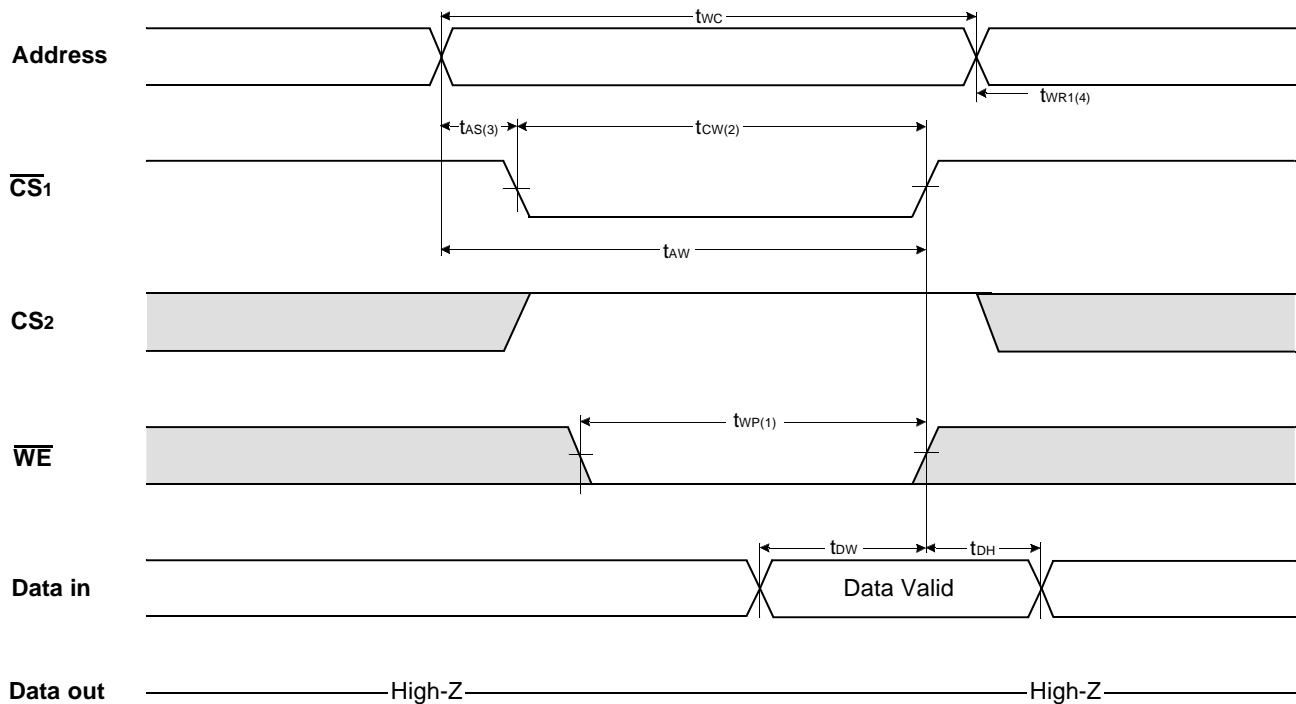 tWC
Address
tWR1(4)
tAS(3) tCW(2)
CS1
tAW
CS2
tWP(1)
WE
tDW tDH
Data in Data Valid
Data out High-Z High-Z